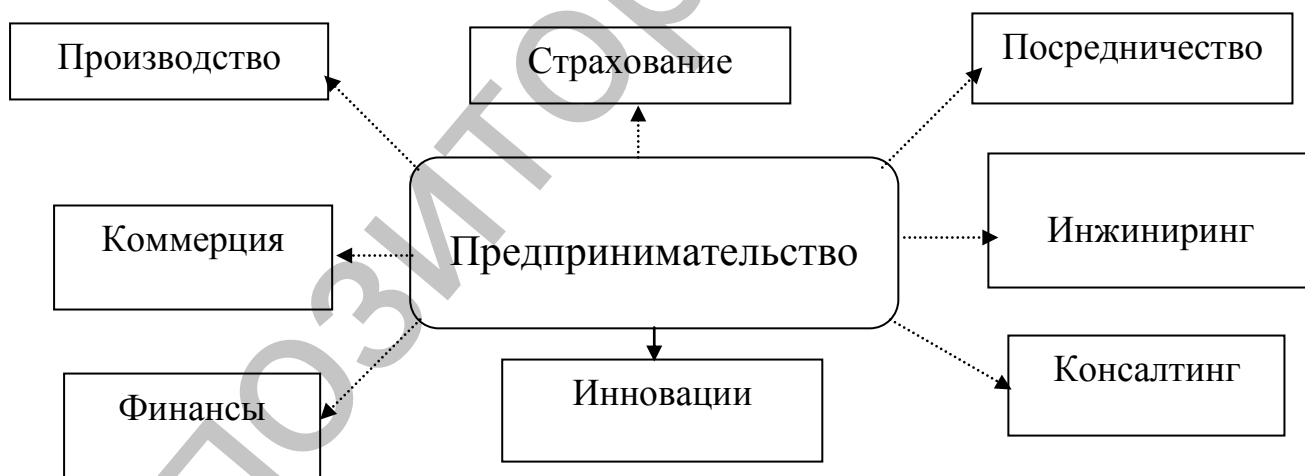 Производство
Страхование
Посредничество
Коммерция
Предпринимательство
Инжиниринг
Финансы
Инновации
Консалтинг